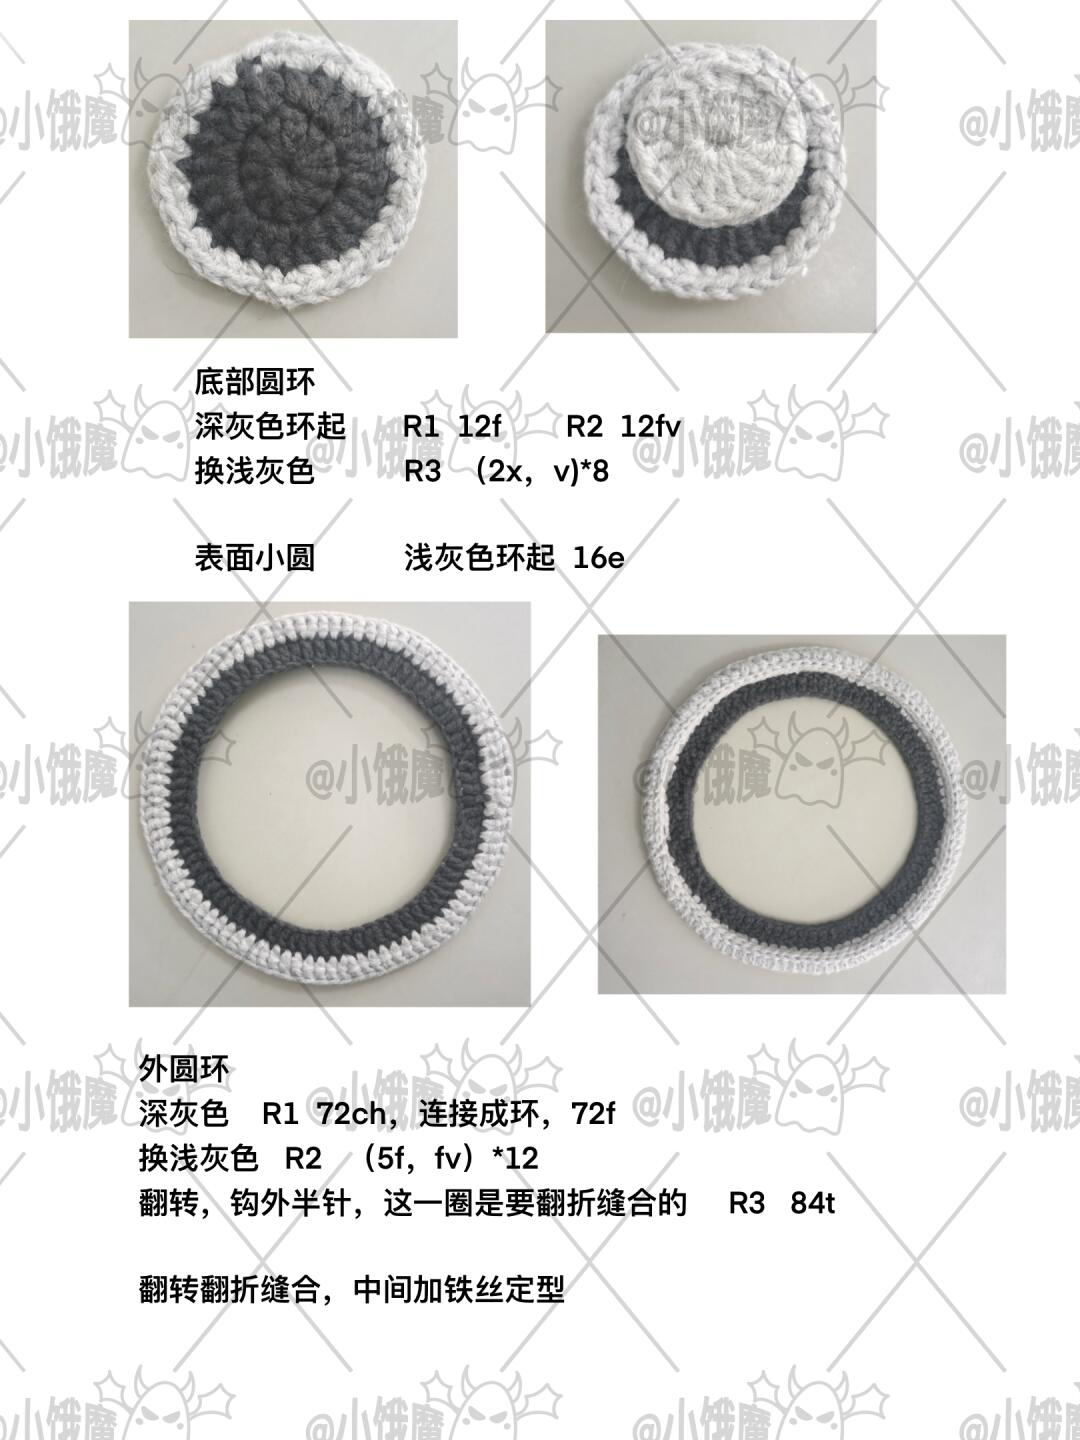 底部圆环
深灰色环起 R1 12f R2 12fv
换浅灰色 R3 （2x，v)*8
表面小圆 浅灰色环起 16e
外圆环
深灰色 R1 72ch，连接成环，72f
换浅灰色 R2 （5f，fv）*12
翻转，钩外半针，这一圈是要翻折缝合的 R3 84t
翻转翻折缝合，中间加铁丝定型
@小饿魔